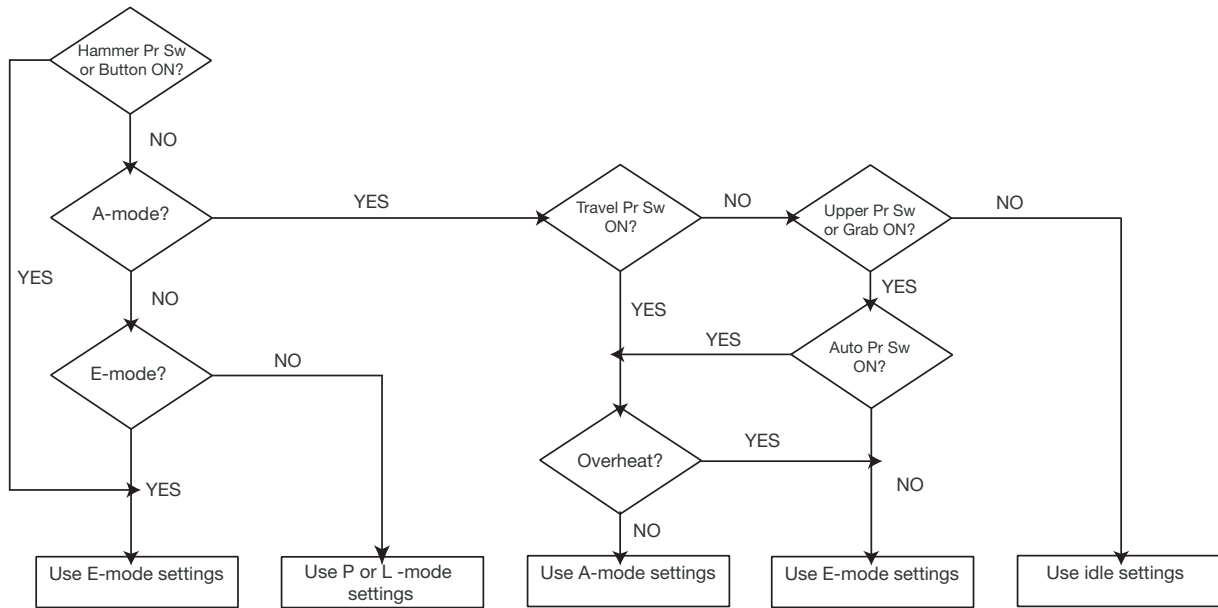 Hammer Pr Sw
or Button ON?
NO
A-mode?
YES
Travel Pr Sw
ON?
NO
Upper Pr Sw
or Grab ON?
NO
YES
NO
YES
YES
E-mode?
NO
YES
Auto Pr Sw
ON?
Overheat?
YES
NO
YES
NO
Use E-mode settings
Use P or L -mode
settings
Use A-mode settings
Use E-mode settings
Use idle settings